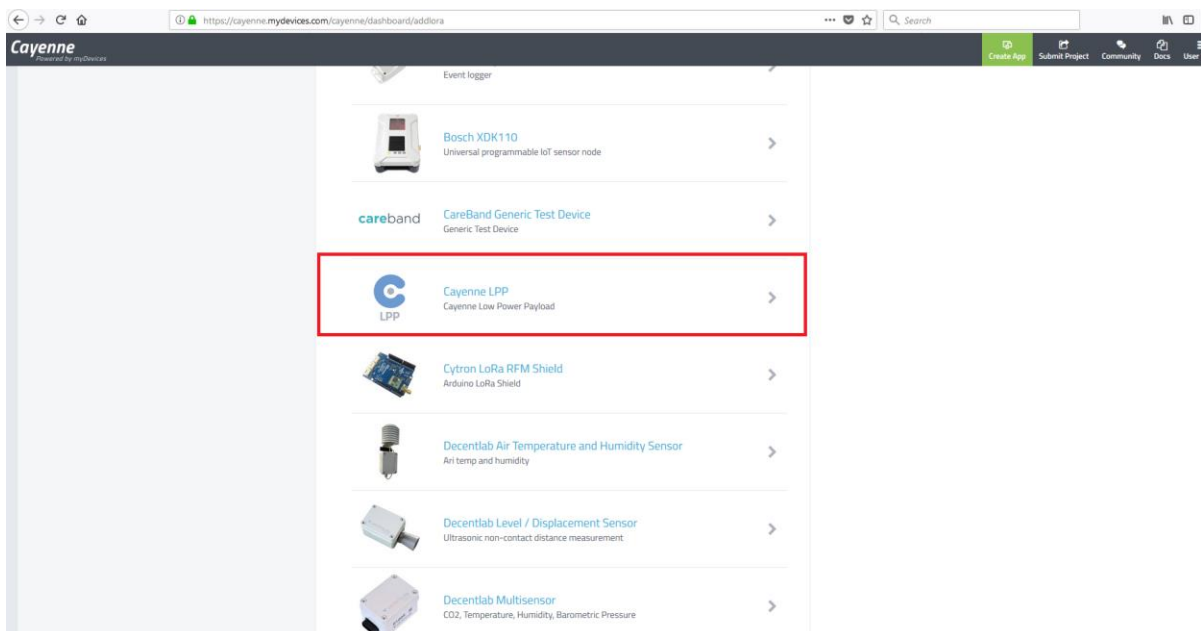 https://cayenne.mydevices.com/cayenne/dashboard/addlora
Search
Cayenne
Powered by myDevices
Create App
Submit Project
Community
Docs
User
Event logger
Bosch XDK110
Universal programmable IoT sensor node
careband
CareBand Generic Test Device
Generic Test Device
LPP
Cayenne LPP
Cayenne Low Power Payload
Cytron LoRa RFM Shield
Arduino LoRa Shield
Decentlab Air Temperature and Humidity Sensor
Ari temp and humidity
Decentlab Level / Displacement Sensor
Ultrasonic non-contact distance measurement
Decentlab Multisensor
CO2, Temperature, Humidity, Barometric Pressure